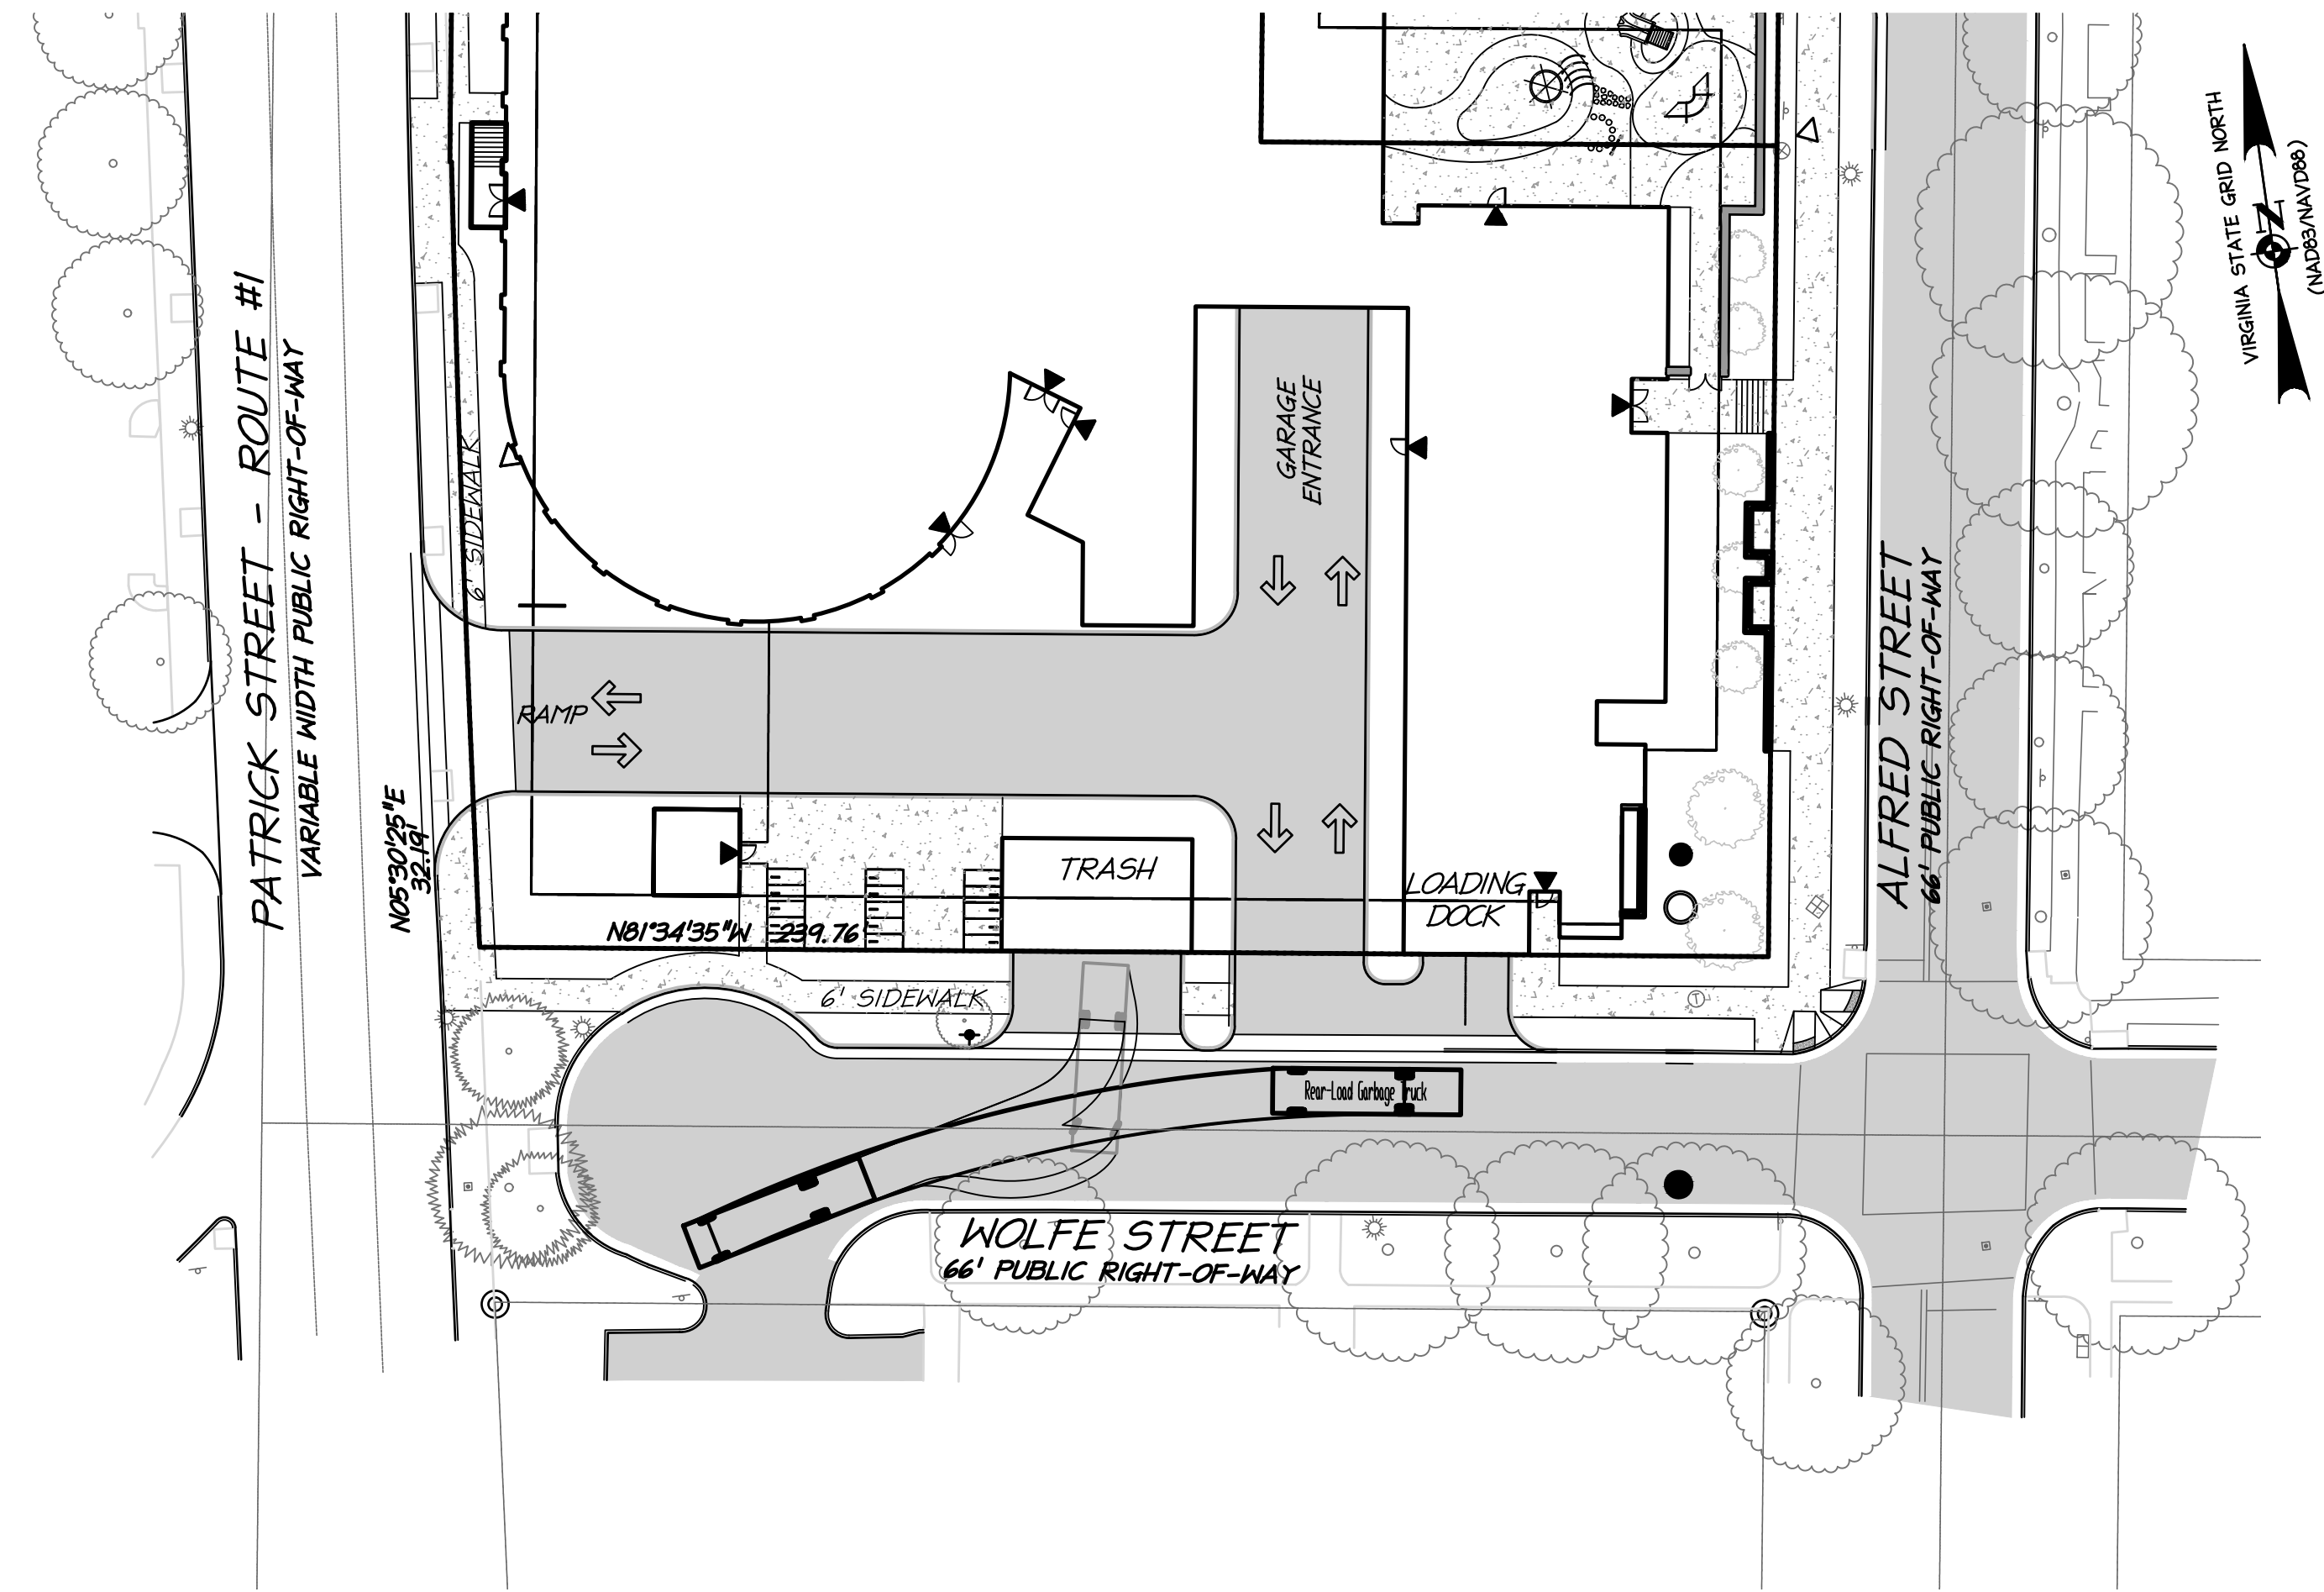 VIRGINIA STATE GRID NORTH
(NAD83/NAVD88)
N
PATRICK STREET - ROUTE #1
VARIABLE WIDTH PUBLIC RIGHT-OF-WAY
6' SIDEWALK
GARAGE
ENTRANCE
ALFRED STREET
66' PUBLIC RIGHT-OF-WAY
RAMP
N05°30'25"E
32.19'
TRASH
LOADING
DOCK
N81°34'35"W 239.76'
6' SIDEWALK
T
Rear-Load Garbage Truck
WOLFE STREET
66' PUBLIC RIGHT-OF-WAY